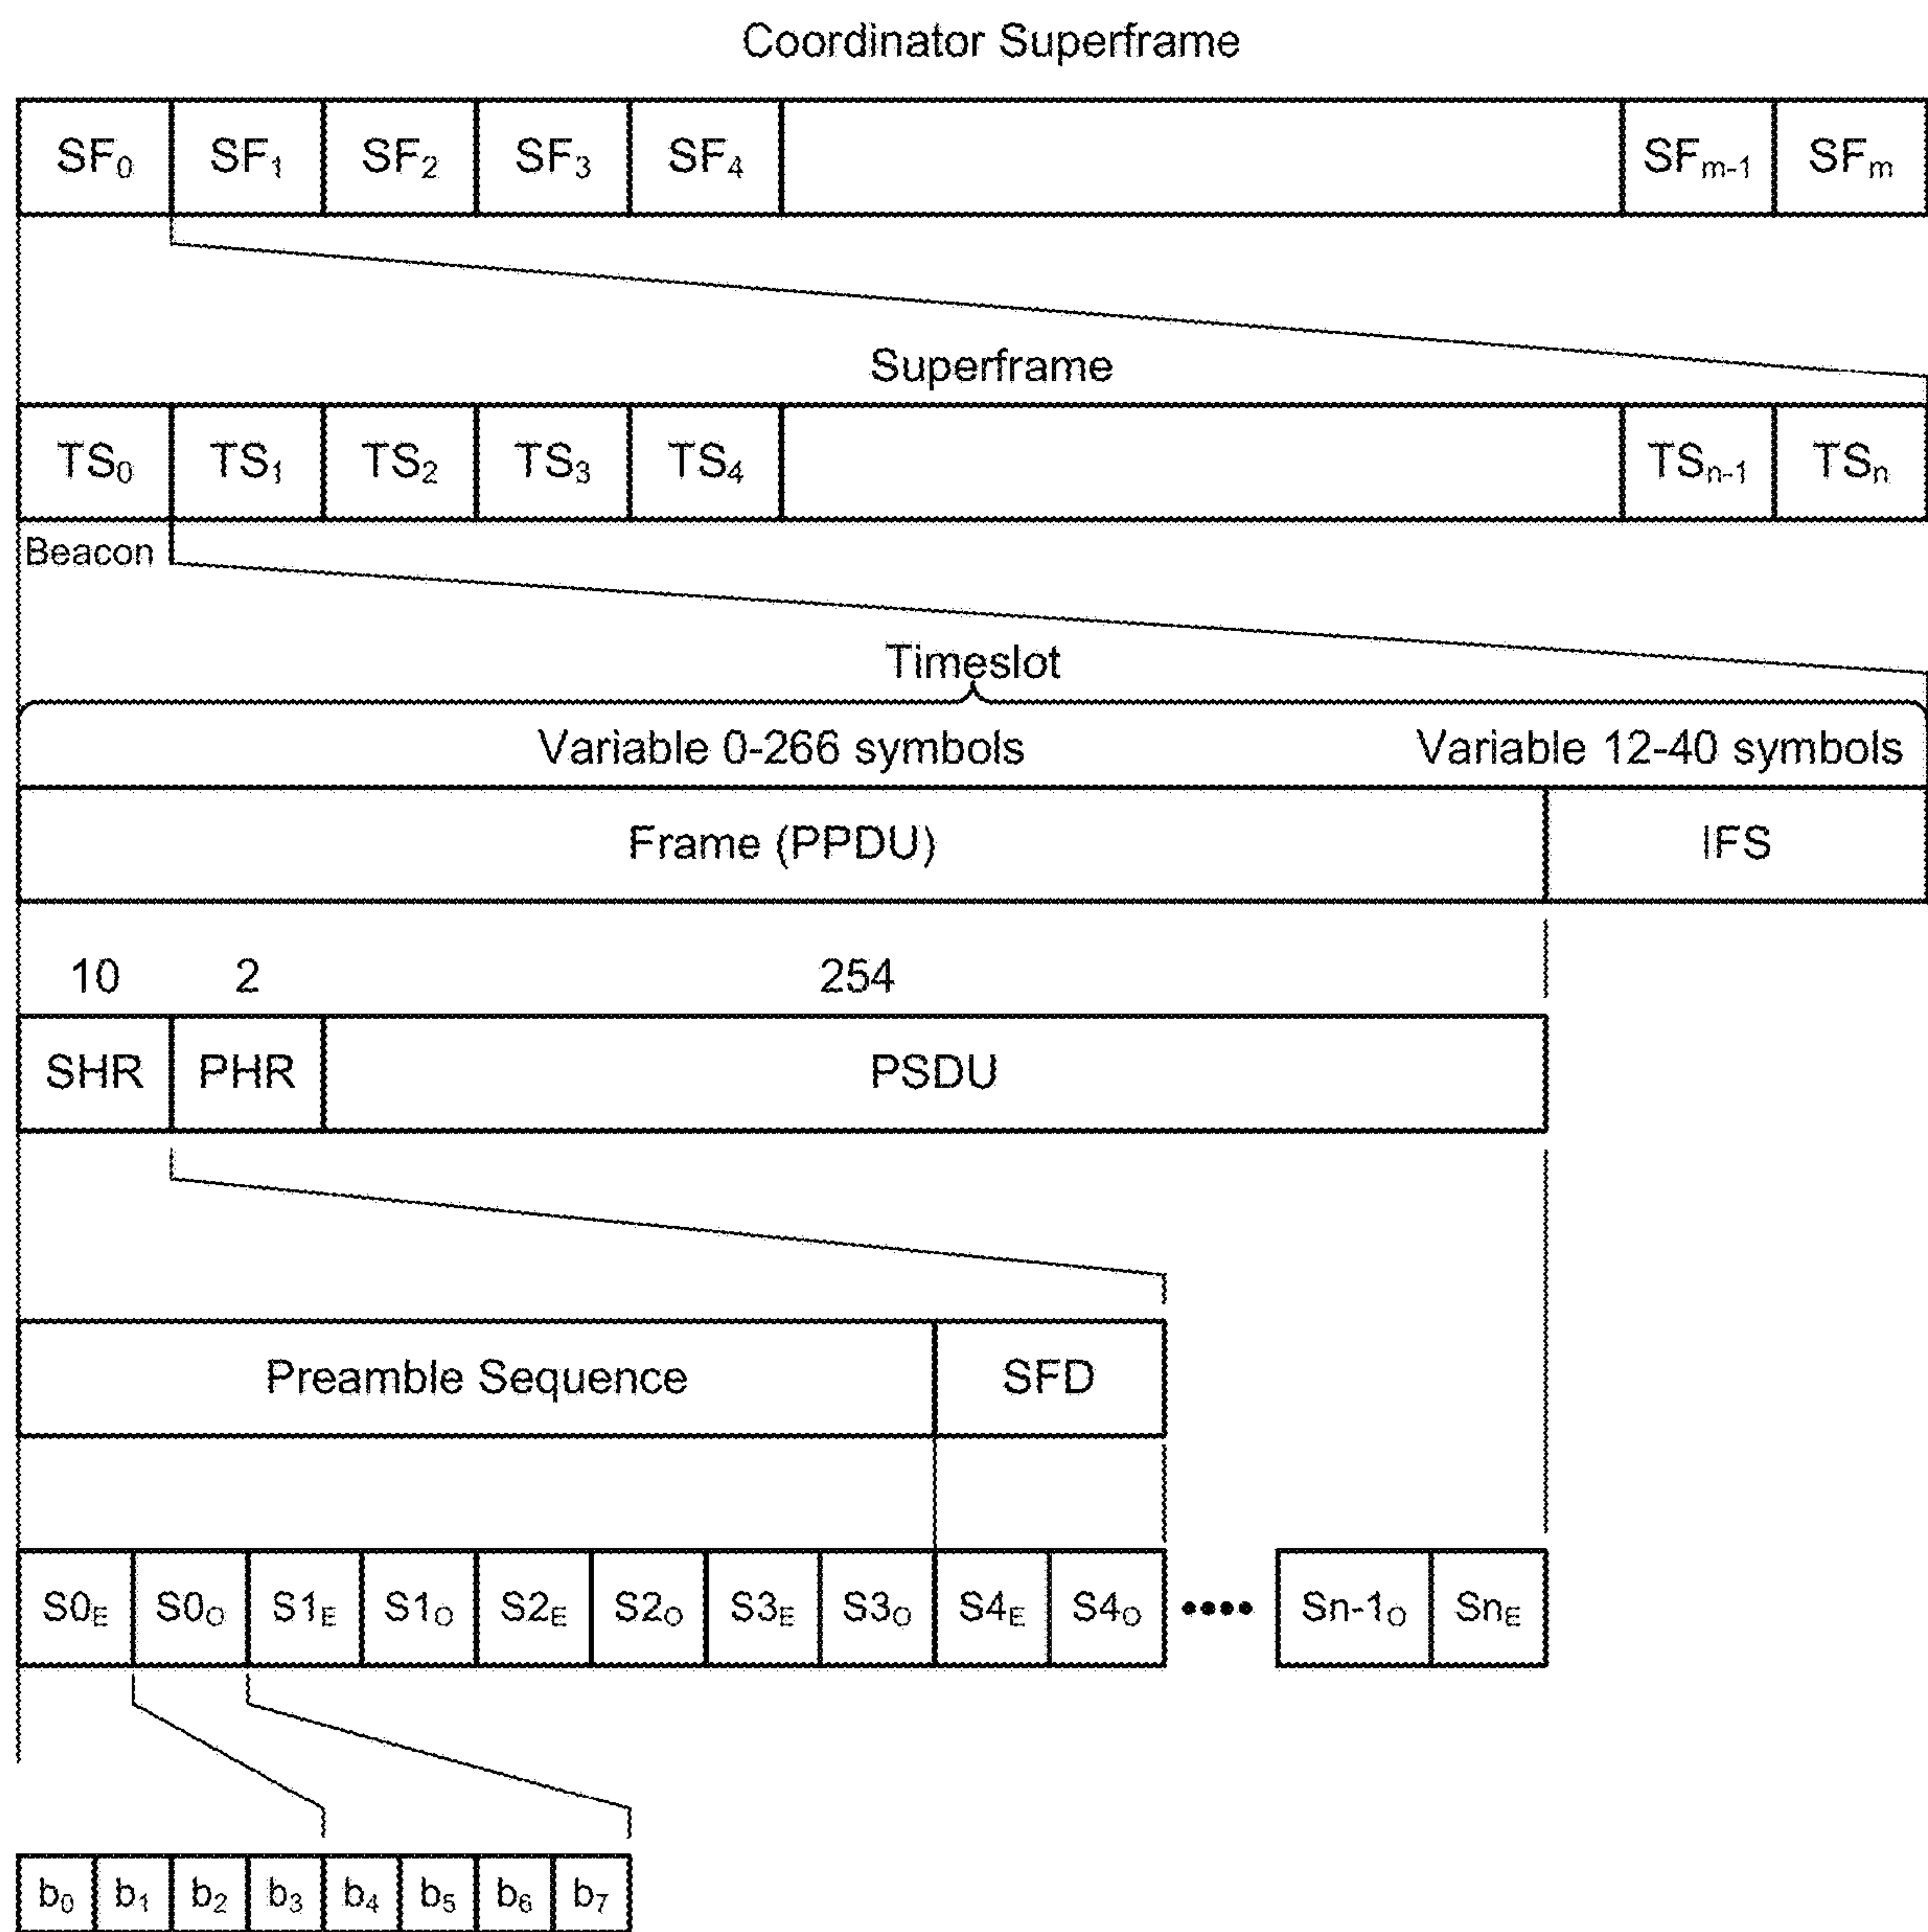 Coordinator Superframe
SF₀ SF₁ SF₂ SF₃ SF₄ SFₘ₋₁ SFₘ
Superframe
TS₀ TS₁ TS₂ TS₃ TS₄ TSₙ₋₁ TSₙ
Beacon
Timeslot
Variable 0-266 symbols Variable 12-40 symbols
Frame (PPDU) IFS
10 2 254
SHR PHR PSDU
Preamble Sequence SFD
S0E S0O S1E S1O S2E S2O S3E S3O S4E S4O •••• Sn-1O SnE
b₀ b₁ b₂ b₃ b₄ b₅ b₆ b₇